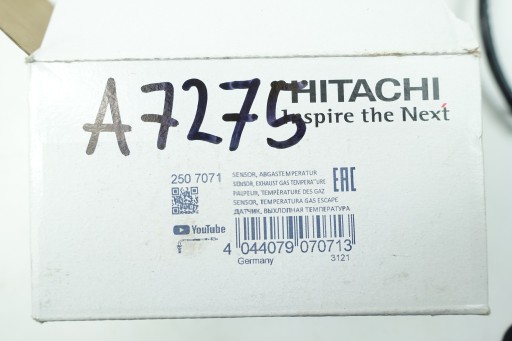 A7275
HITACHI
Inspire the Next
250 7071
SENSOR, ABGASTEMPERATUR
SENSOR, EXHAUST GAS TEMPERATURE
PALPEUR, TEMPÉRATURE DES GAZ
SENSOR, TEMPERATURA GAS ESCAPE
ДАТЧИК, ВЫХЛОПНАЯ ТЕМПЕРАТУРА
EAC
YouTube
4 044079 070713
Germany
3121